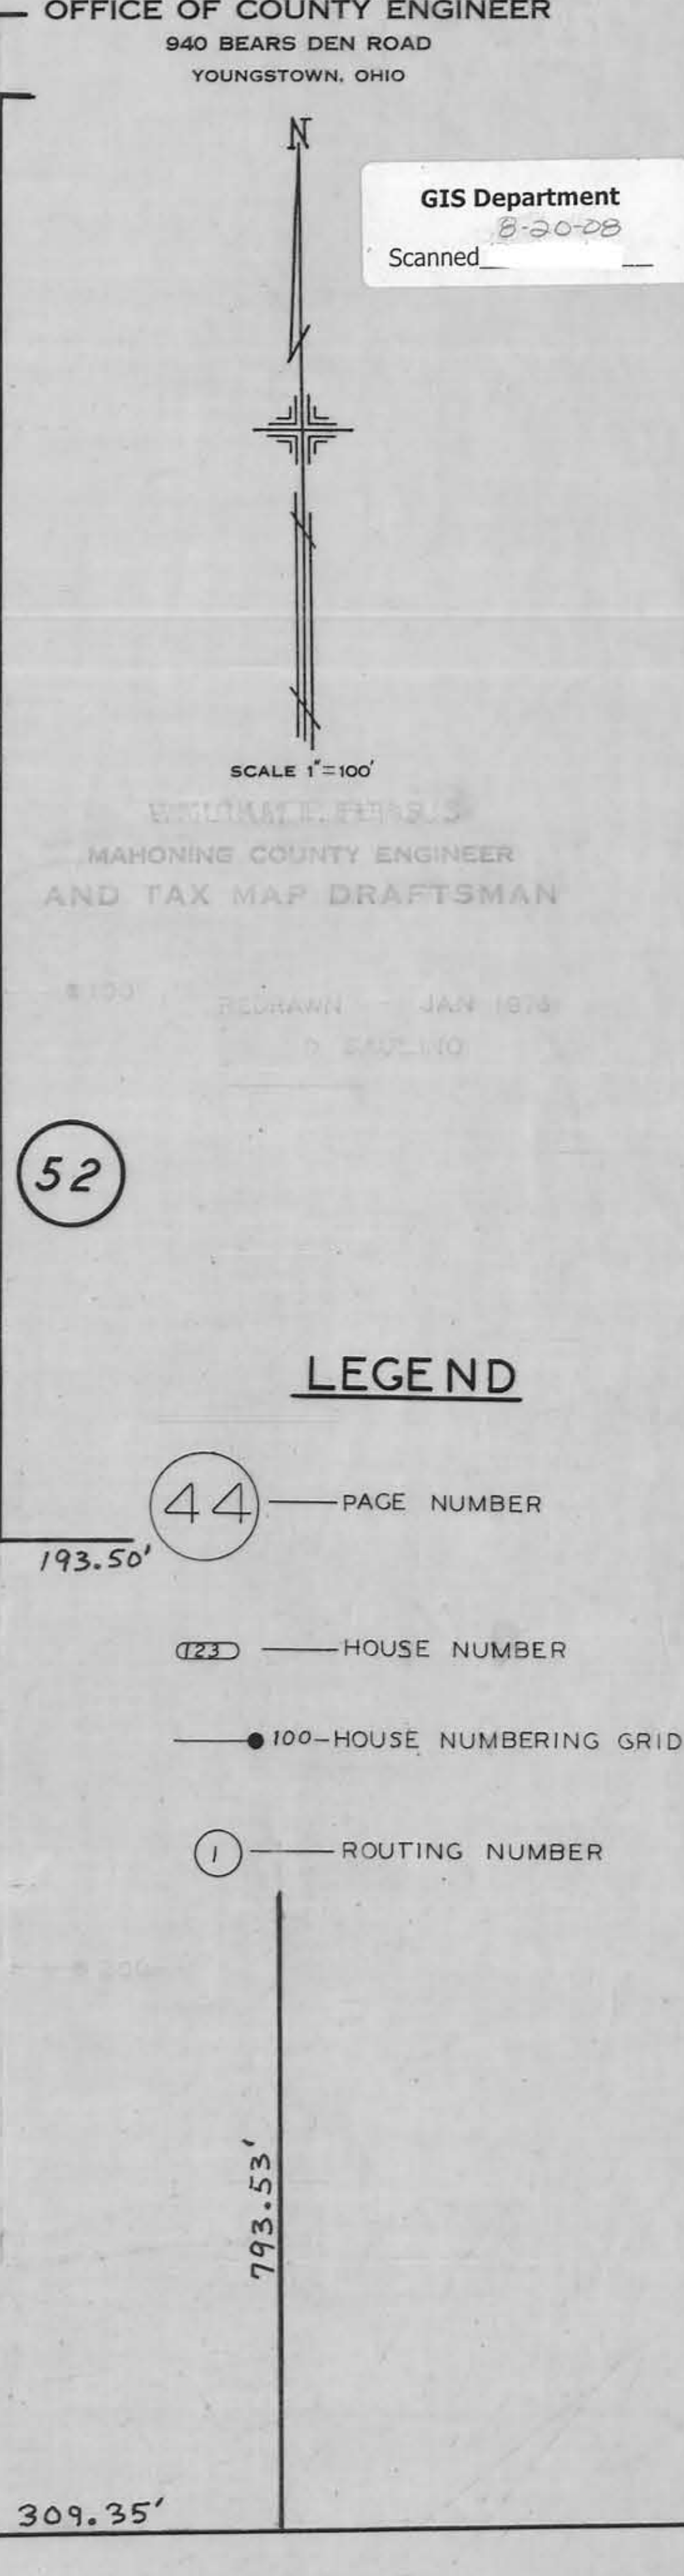 OFFICE OF COUNTY ENGINEER
940 BEARS DEN ROAD
YOUNGSTOWN, OHIO
N
GIS Department
8-20-08
Scanned
SCALE 1"=100'
MAHONING COUNTY ENGINEER
AND TAX MAP DRAFTSMAN
REDRAWN JAN
52
LEGEND
44 PAGE NUMBER
193.50'
123 HOUSE NUMBER
100-HOUSE NUMBERING GRID
1 ROUTING NUMBER
793.53'
309.35'